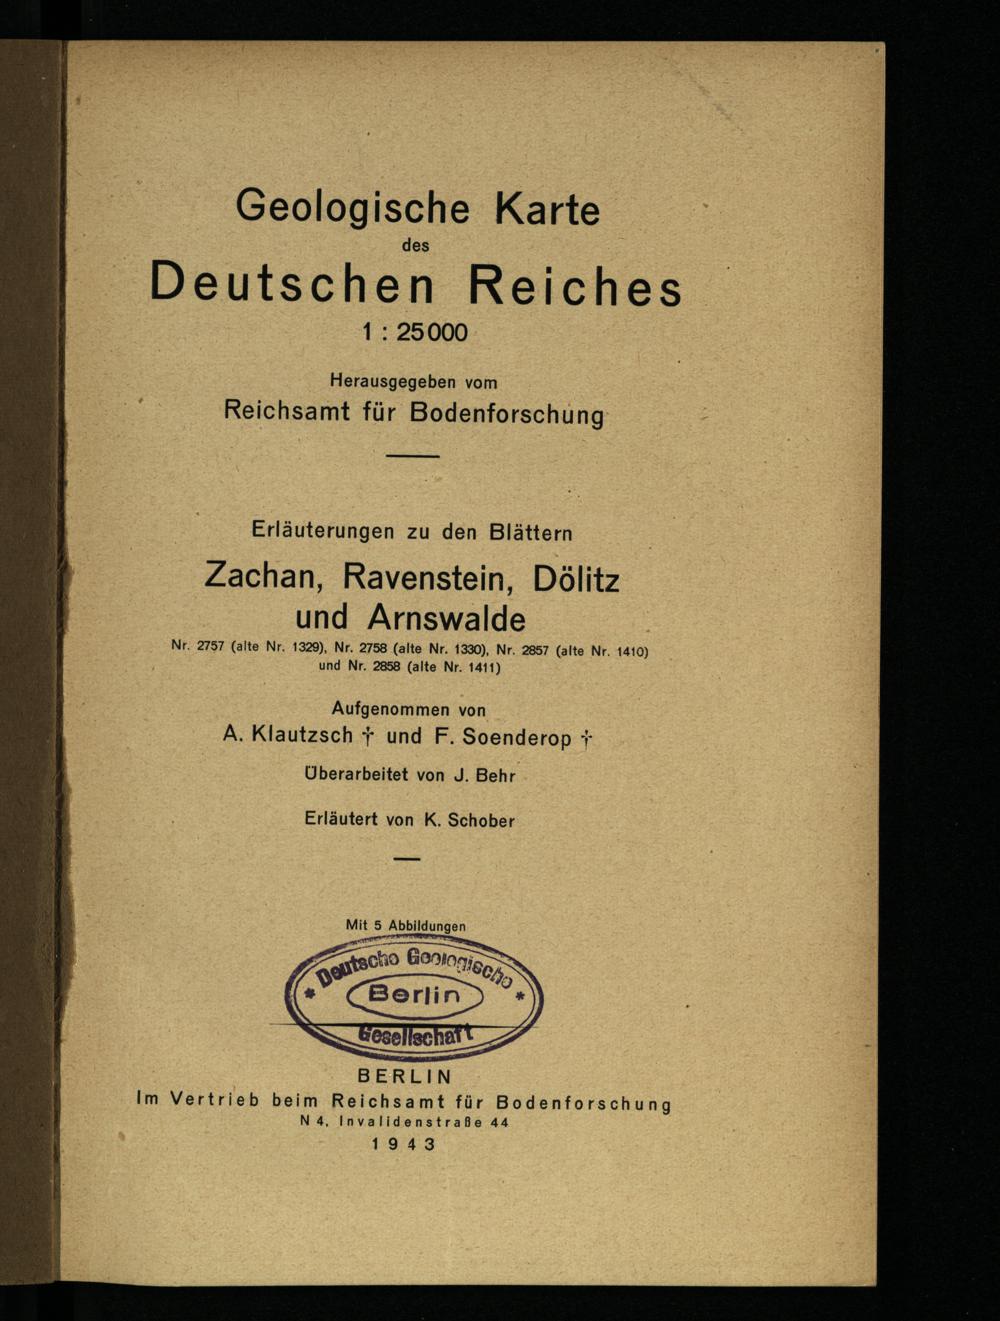 Geologische Karte
des
Deutschen Reiches
1 : 25000
Herausgegeben vom
Reichsamt für Bodenforschung
Erläuterungen zu den Blättern
Zachan, Ravenstein, Dölitz
und Arnswalde
Nr. 2757 (alte Nr. 1329), Nr. 2758 (alte Nr. 1330), Nr. 2857 (alte Nr. 1410)
und Nr. 2858 (alte Nr. 1411)
Aufgenommen von
A. Klautzsch † und F. Soenderop †
Überarbeitet von J. Behr
Erläutert von K. Schober
Mit 5 Abbildungen
* Deutsche Geologische *
Berlin
Gesellschaft
BERLIN
Im Vertrieb beim Reichsamt für Bodenforschung
N 4, Invalidenstraße 44
1943